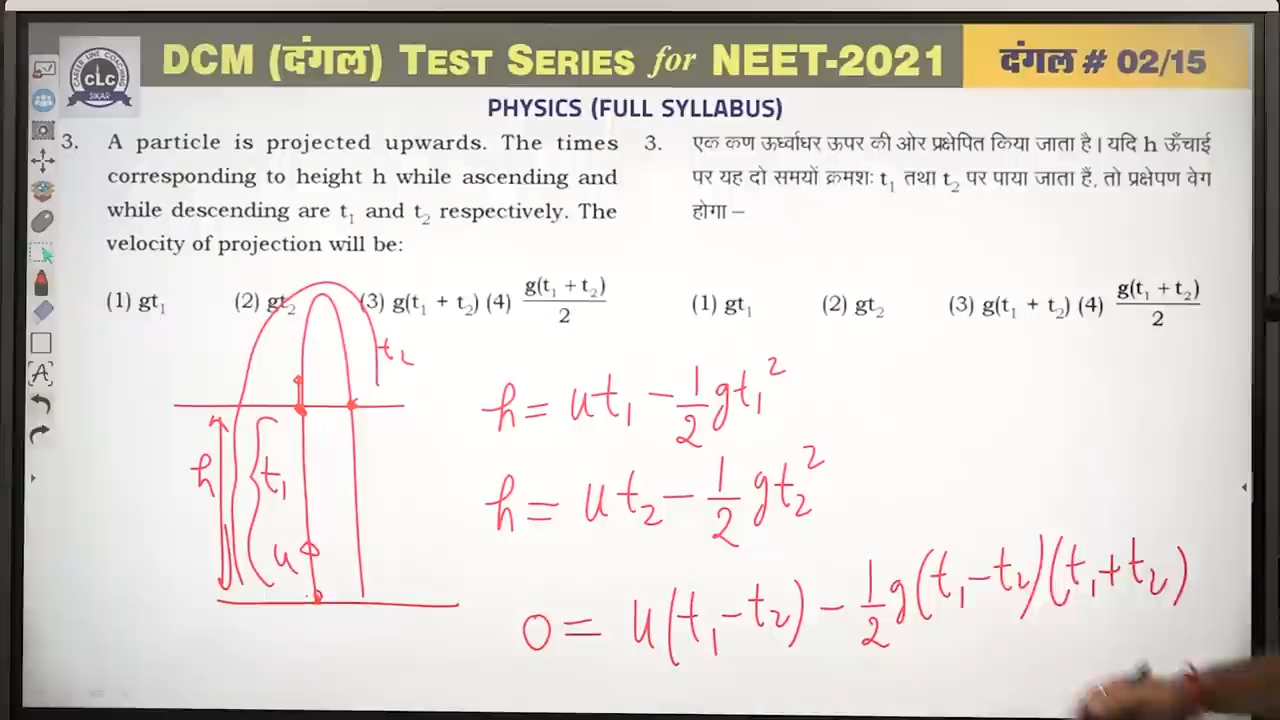 DCM (दंगल) TEST SERIES for NEET-2021
दंगल # 02/15
CAREER LINE COACHING
CLC
SIKAR
PHYSICS (FULL SYLLABUS)
3. A particle is projected upwards. The times
corresponding to height h while ascending and
while descending are t₁ and t₂ respectively. The
velocity of projection will be:
(1) gt₁ (2) gt₂ (3) g(t₁ + t₂) (4) g(t₁ + t₂)/2
3. एक कण ऊर्ध्वाधर ऊपर की ओर प्रक्षेपित किया जाता है। यदि h ऊँचाई
पर यह दो समयों क्रमशः t₁ तथा t₂ पर पाया जाता हैं, तो प्रक्षेपण वेग
होगा –
(1) gt₁ (2) gt₂ (3) g(t₁ + t₂) (4) g(t₁ + t₂)/2
t₂
h
t₁
u
h = ut₁ - 1/2 gt₁²
h = ut₂ - 1/2 gt₂²
0 = u(t₁-t₂) - 1/2 g(t₁-t₂)(t₁+t₂)
[A]